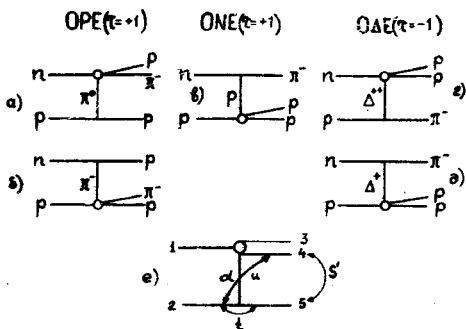 OPE(τ=+1) ONE(τ=+1) OΔE(τ=-1)
n p π⁻
а) π°
p p
n π⁻
в) p
p p p
n p p
Δ⁺⁺ г)
p π⁻
n p
б) π⁻
p π⁻ p
n π⁻
Δ⁺ д)
p p p
1 3
4
α u S'
2 5
е) t